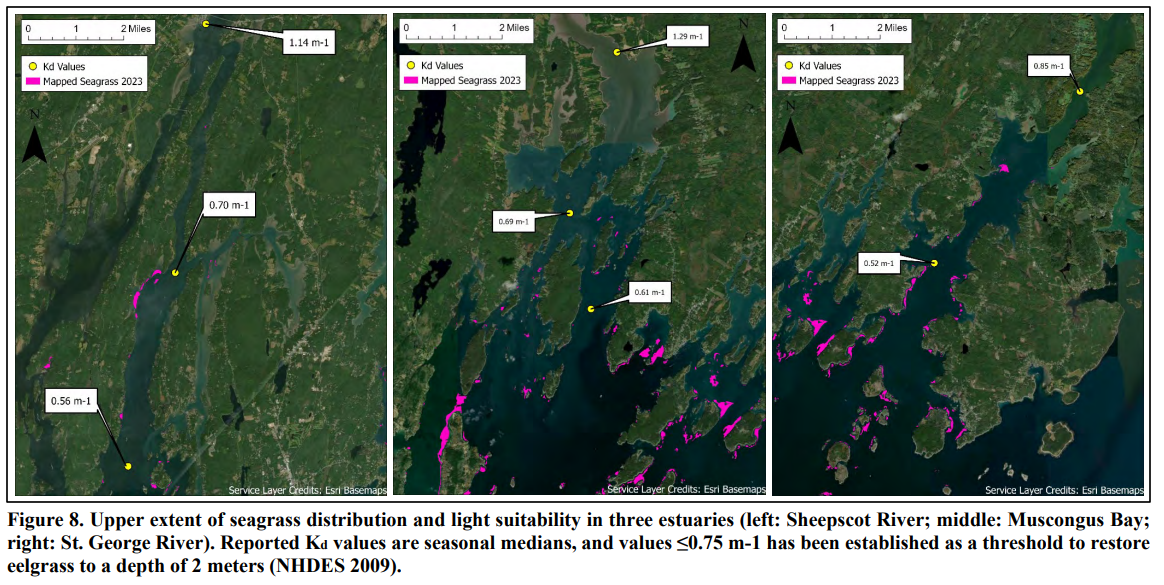 0 1 2 Miles
Kd Values
Mapped Seagrass 2023
N
1.14 m-1
0.70 m-1
0.56 m-1
Service Layer Credits: Esri Basemaps
0 1 2 Miles
Kd Values
Mapped Seagrass 2023
N
1.29 m-1
0.69 m-1
0.61 m-1
Service Layer Credits: Esri Basemaps
0 1 2 Miles
Kd Values
Mapped Seagrass 2023
N
0.85 m-1
0.52 m-1
Service Layer Credits: Esri Basemaps
Figure 8. Upper extent of seagrass distribution and light suitability in three estuaries (left: Sheepscot River; middle: Muscongus Bay;
right: St. George River). Reported Kd values are seasonal medians, and values ≤0.75 m-1 has been established as a threshold to restore
eelgrass to a depth of 2 meters (NHDES 2009).